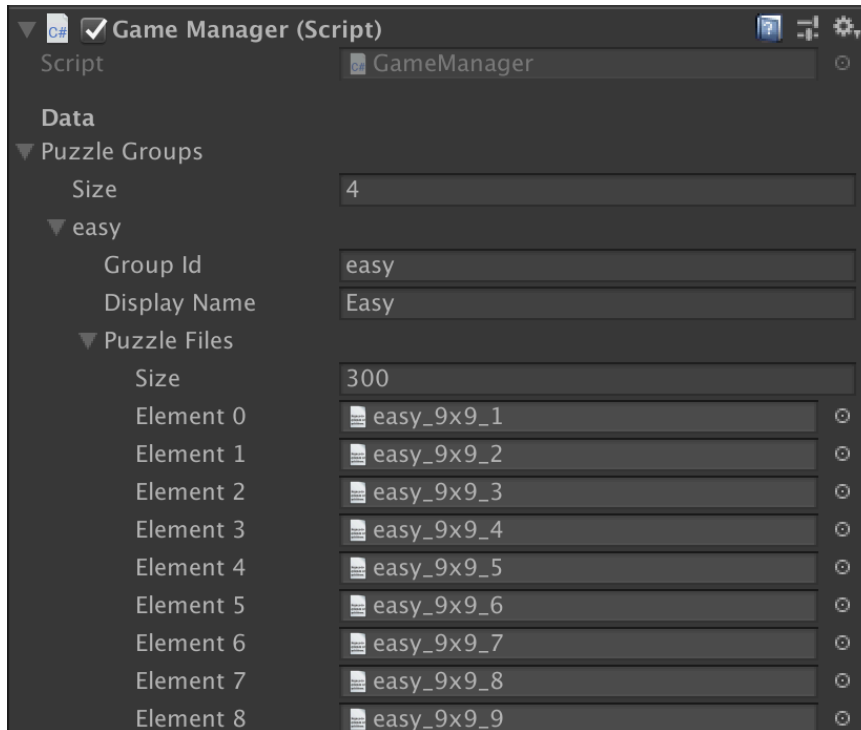 C# Game Manager (Script)
Script C# GameManager
Data
Puzzle Groups
Size 4
easy
Group Id easy
Display Name Easy
Puzzle Files
Size 300
Element 0 easy_9x9_1
Element 1 easy_9x9_2
Element 2 easy_9x9_3
Element 3 easy_9x9_4
Element 4 easy_9x9_5
Element 5 easy_9x9_6
Element 6 easy_9x9_7
Element 7 easy_9x9_8
Element 8 easy_9x9_9